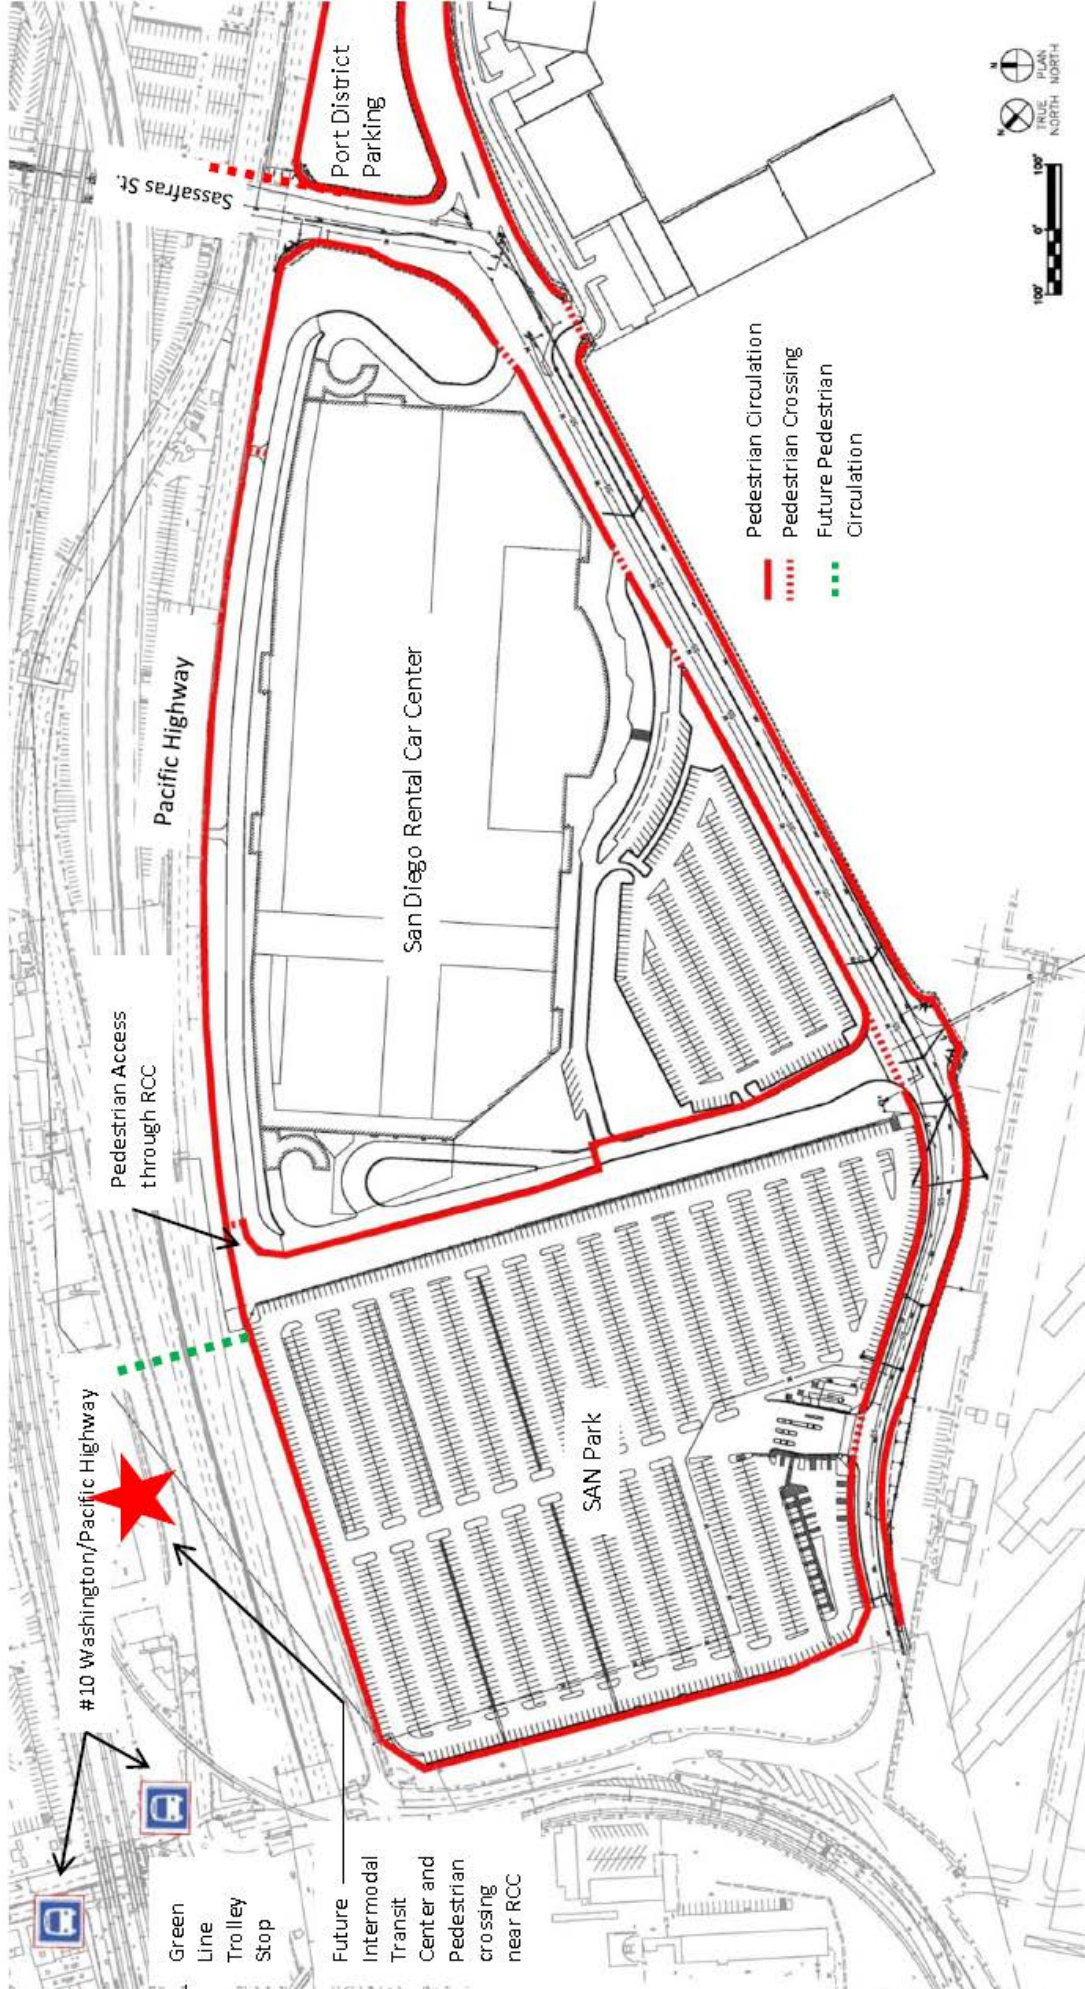 #10 Washington/Pacific Highway
Green
Line
Trolley
Stop
Future
Intermodal
Transit
Center and
Pedestrian
crossing
near RCC
Pedestrian Access
through RCC
Pacific Highway
Sassafras St.
Port District
Parking
San Diego Rental Car Center
SAN Park
Pedestrian Circulation
Pedestrian Crossing
Future Pedestrian
Circulation
100'
0'
100'
N
TRUE
NORTH
N
PLAN
NORTH